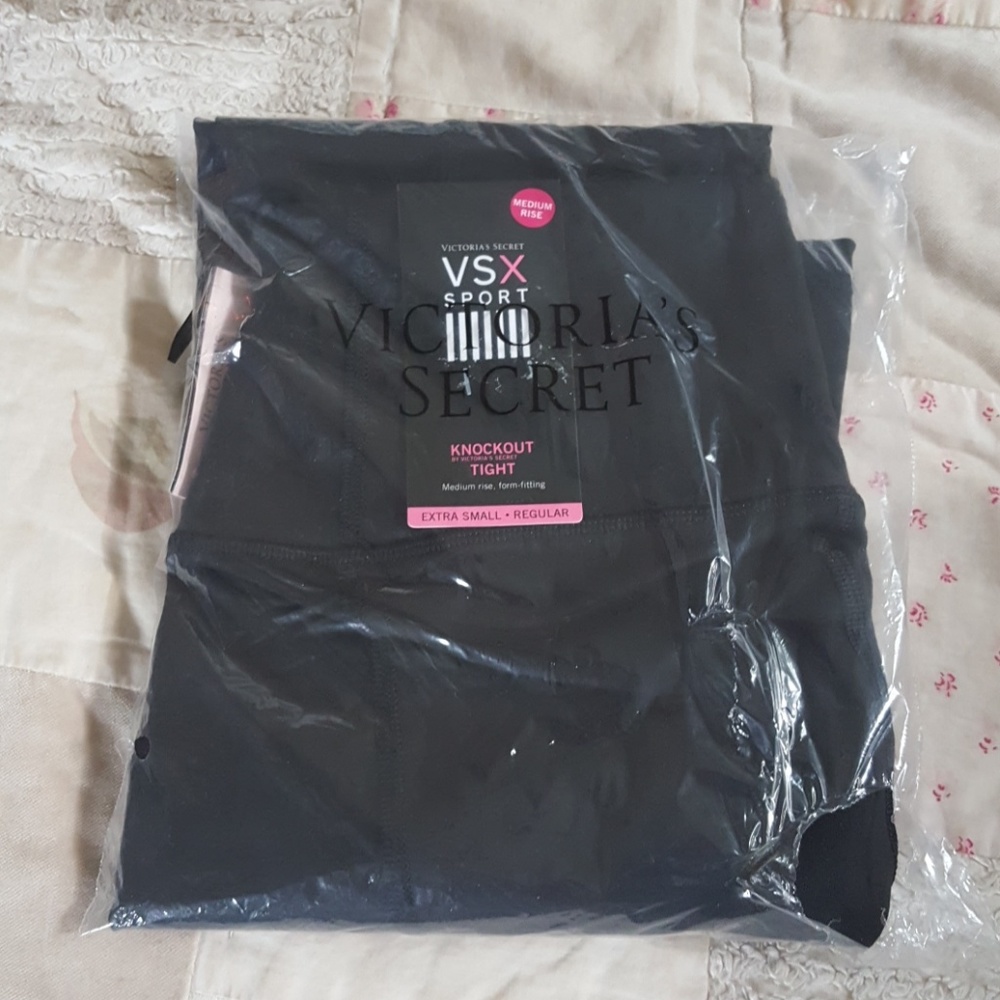 MEDIUM
RISE
VICTORIA'S SECRET
VSX
SPORT
VICTORIA'S
SECRET
KNOCKOUT
BY VICTORIA'S SECRET
TIGHT
Medium rise, form-fitting
EXTRA SMALL • REGULAR